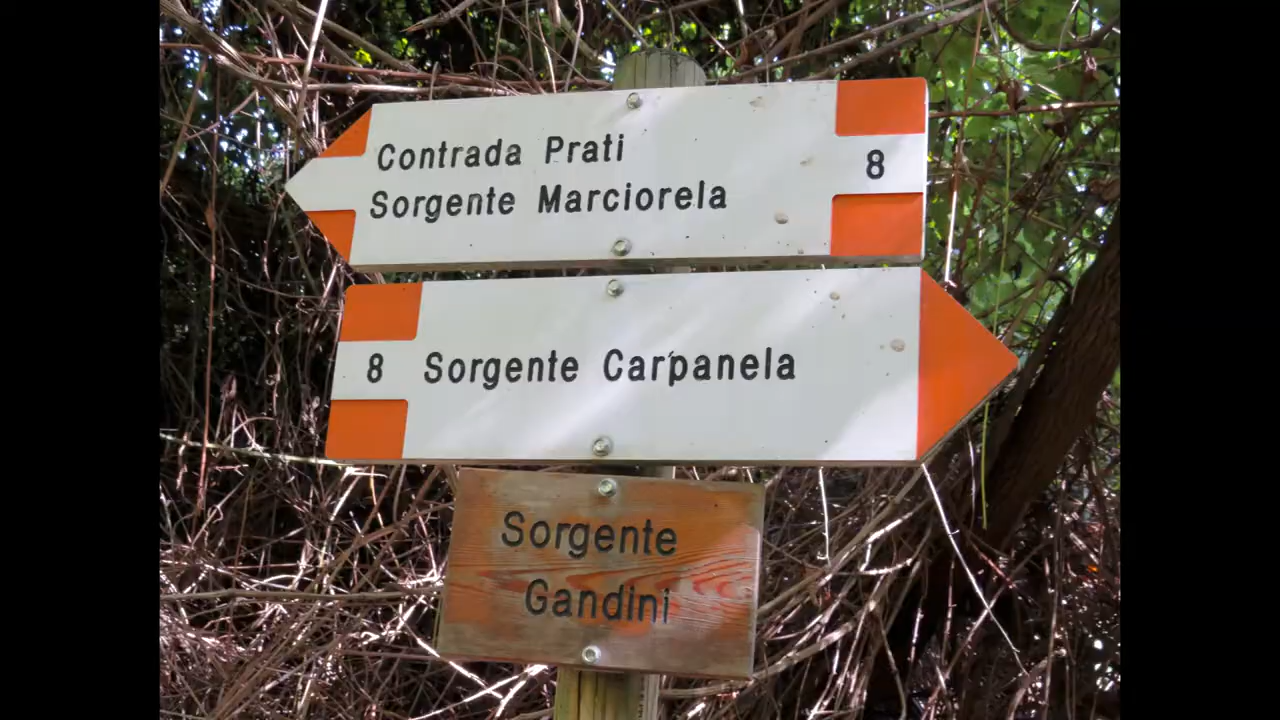 Contrada Prati
Sorgente Marciorela
8
8 Sorgente Carpanela
Sorgente
Gandini